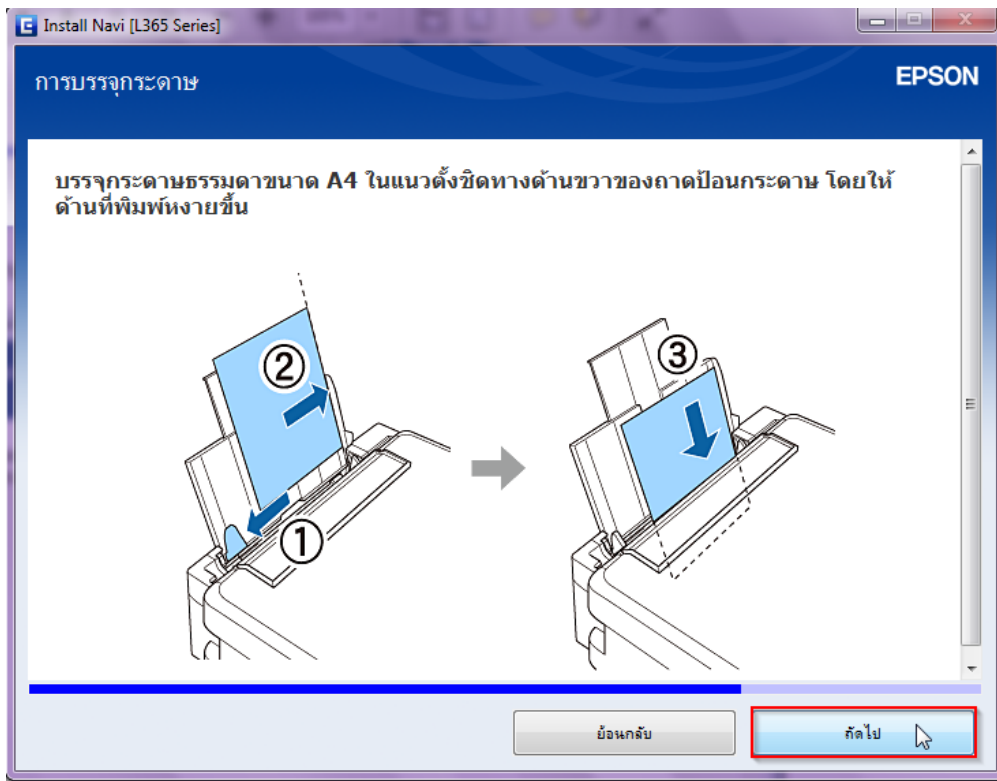 Install Navi [L365 Series]
การบรรจุกระดาษ
EPSON
บรรจุกระดาษธรรมดาขนาด A4 ในแนวตั้งชิดทางด้านขวาของถาดป้อนกระดาษ โดยให้
ด้านที่พิมพ์หงายขึ้น
②
①
③
ย้อนกลับ
ถัดไป